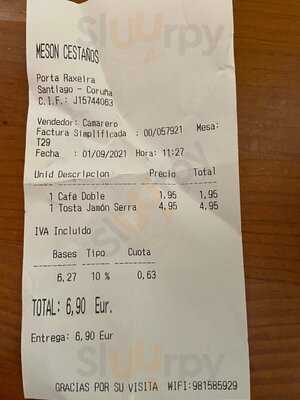 Sluurpy
MESON CESTAÑOS
Porta Raxeira
Santiago - Coruña
C.I.F.: J15744063
Vendedor: Camarero
Factura Simplificada : 00/057921 Mesa:
T29
Fecha : 01/09/2021 Hora: 11:27
Unid Descripcion Precio Total
1 Café Doble 1,95 1,95
1 Tosta Jamón Serra 4,95 4,95
IVA Incluido
Bases Tipo Cuota
6,27 10 % 0,63
TOTAL: 6,90 Eur.
Entrega: 6,90 Eur
Sluurpy
GRACIAS POR SU VISITA WIFI:981585929